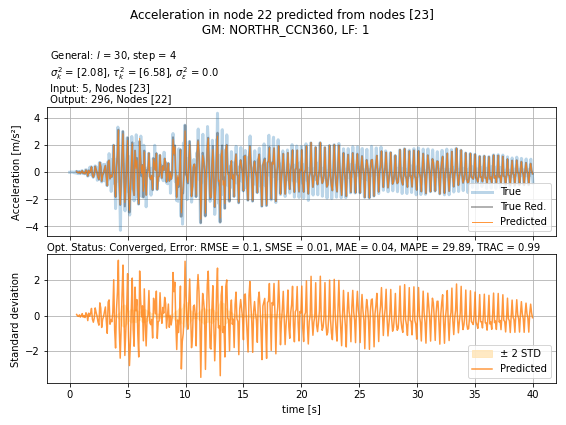 Acceleration in node 22 predicted from nodes [23]
GM: NORTHR_CCN360, LF: 1
General: l = 30, step = 4
σ²ₖ = [2.08], τ²ₖ = [6.58], σ²ε = 0.0
Input: 5, Nodes [23]
Output: 296, Nodes [22]
Acceleration [m/s²]
4
2
0
−2
−4
True
True Red.
Predicted
Opt. Status: Converged, Error: RMSE = 0.1, SMSE = 0.01, MAE = 0.04, MAPE = 29.89, TRAC = 0.99
Standard deviation
2
0
−2
± 2 STD
Predicted
0 5 10 15 20 25 30 35 40
time [s]